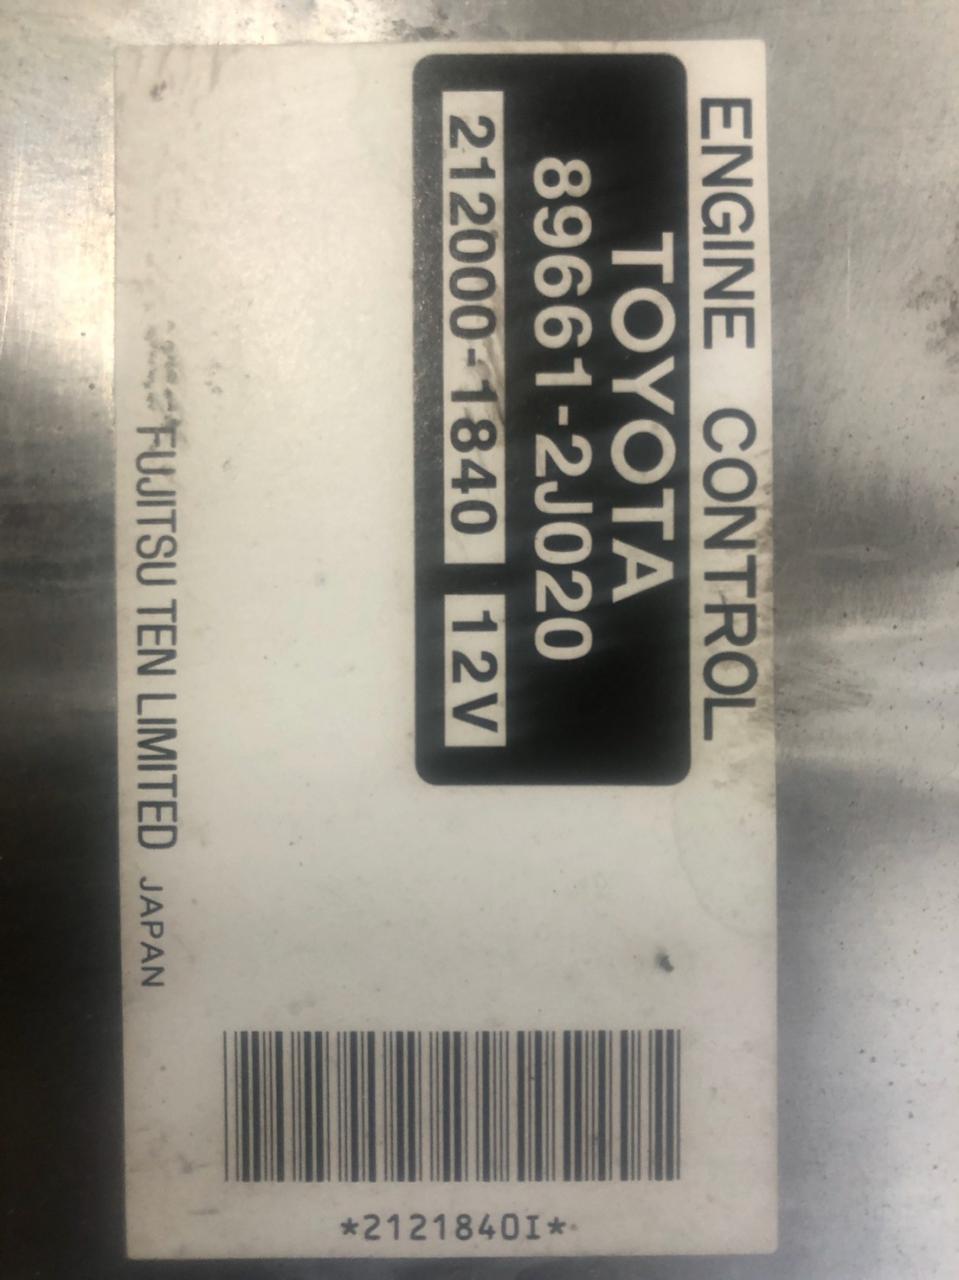 ENGINE CONTROL
TOYOTA
89661-2J020
212000-1840 12V
FUJITSU TEN LIMITED JAPAN
*2121840I*